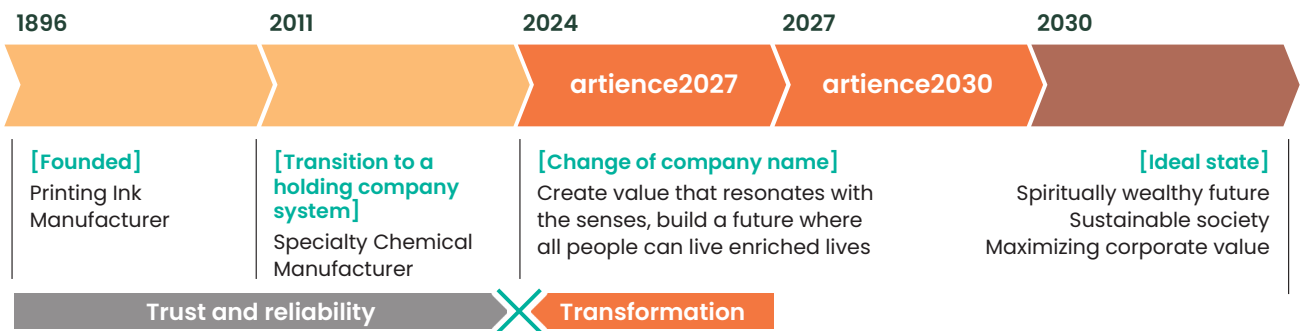 1896
2011
2024
2027
2030
artience2027
artience2030
[Founded]
Printing Ink
Manufacturer
[Transition to a
holding company
system]
Specialty Chemical
Manufacturer
[Change of company name]
Create value that resonates with
the senses, build a future where
all people can live enriched lives
[Ideal state]
Spiritually wealthy future
Sustainable society
Maximizing corporate value
Trust and reliability
Transformation